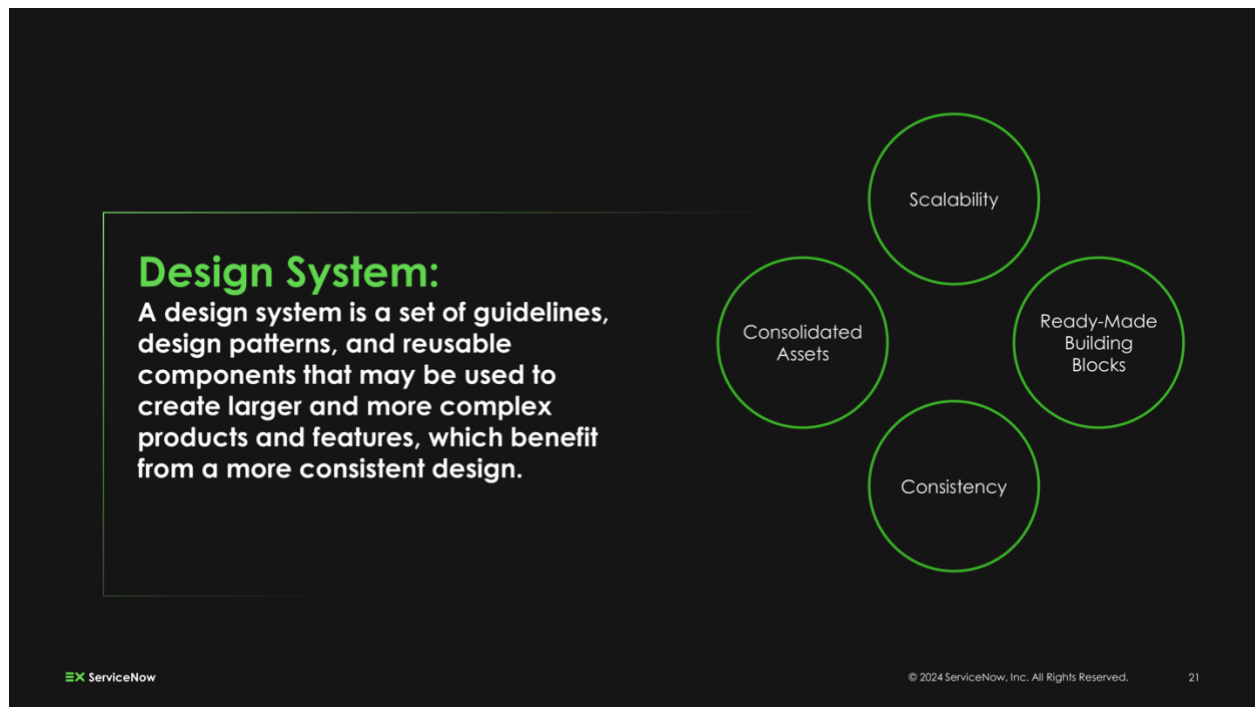 Design System:
A design system is a set of guidelines,
design patterns, and reusable
components that may be used to
create larger and more complex
products and features, which benefit
from a more consistent design.
Scalability
Consolidated
Assets
Ready-Made
Building
Blocks
Consistency
EX ServiceNow
© 2024 ServiceNow, Inc. All Rights Reserved.
21